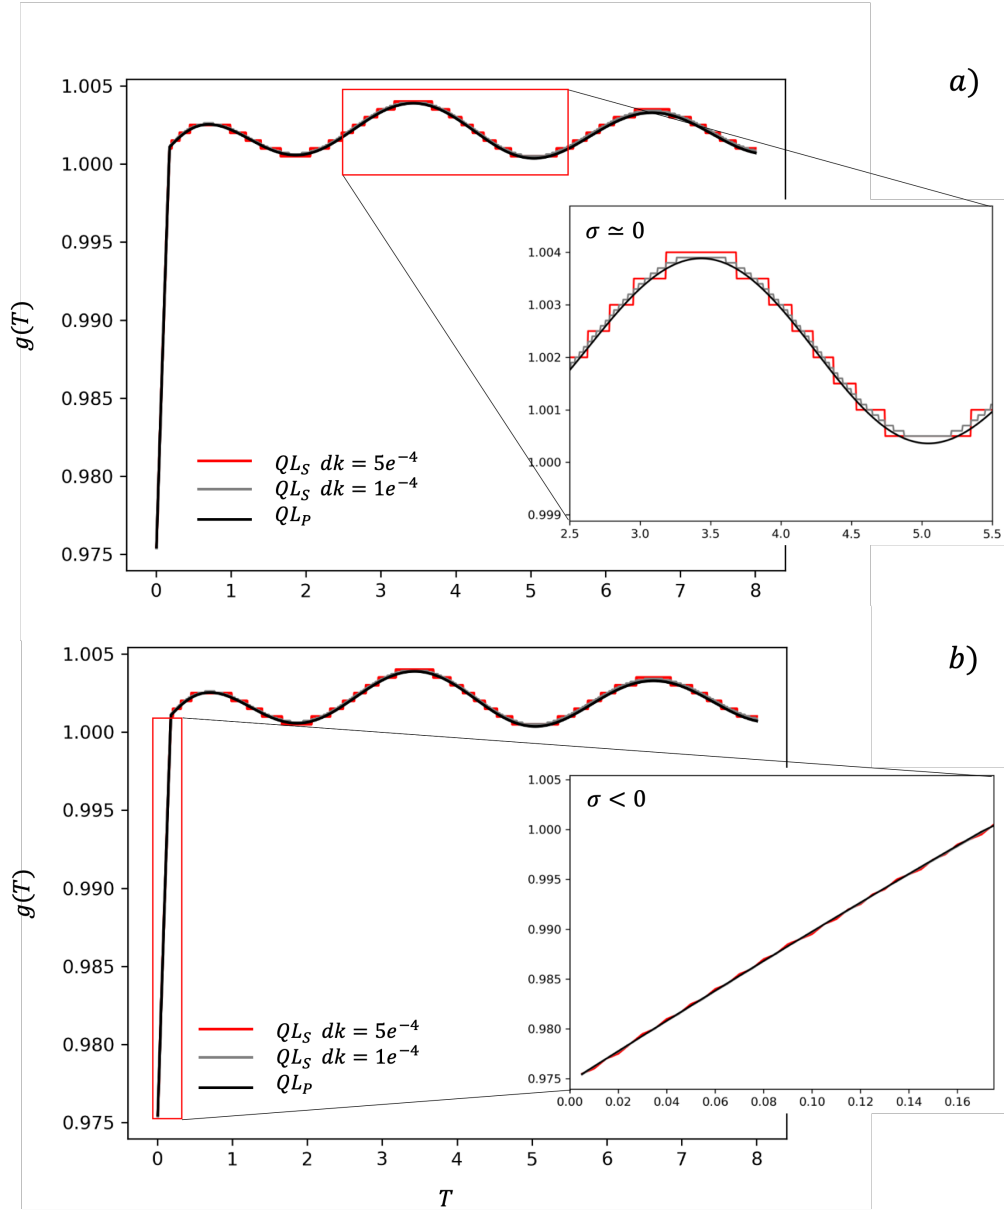 a)
1.005
1.000
0.995
0.990
0.985
0.980
0.975
g(T)
σ ≃ 0
1.004
1.003
1.002
1.001
1.000
0.999
2.5 3.0 3.5 4.0 4.5 5.0 5.5
QL_S dk = 5e^{-4}
QL_S dk = 1e^{-4}
QL_P
0 1 2 3 4 5 6 7 8
b)
1.005
1.000
0.995
0.990
0.985
0.980
0.975
g(T)
σ < 0
1.005
1.000
0.995
0.990
0.985
0.980
0.975
0.00 0.02 0.04 0.06 0.08 0.10 0.12 0.14 0.16
QL_S dk = 5e^{-4}
QL_S dk = 1e^{-4}
QL_P
0 1 2 3 4 5 6 7 8
T